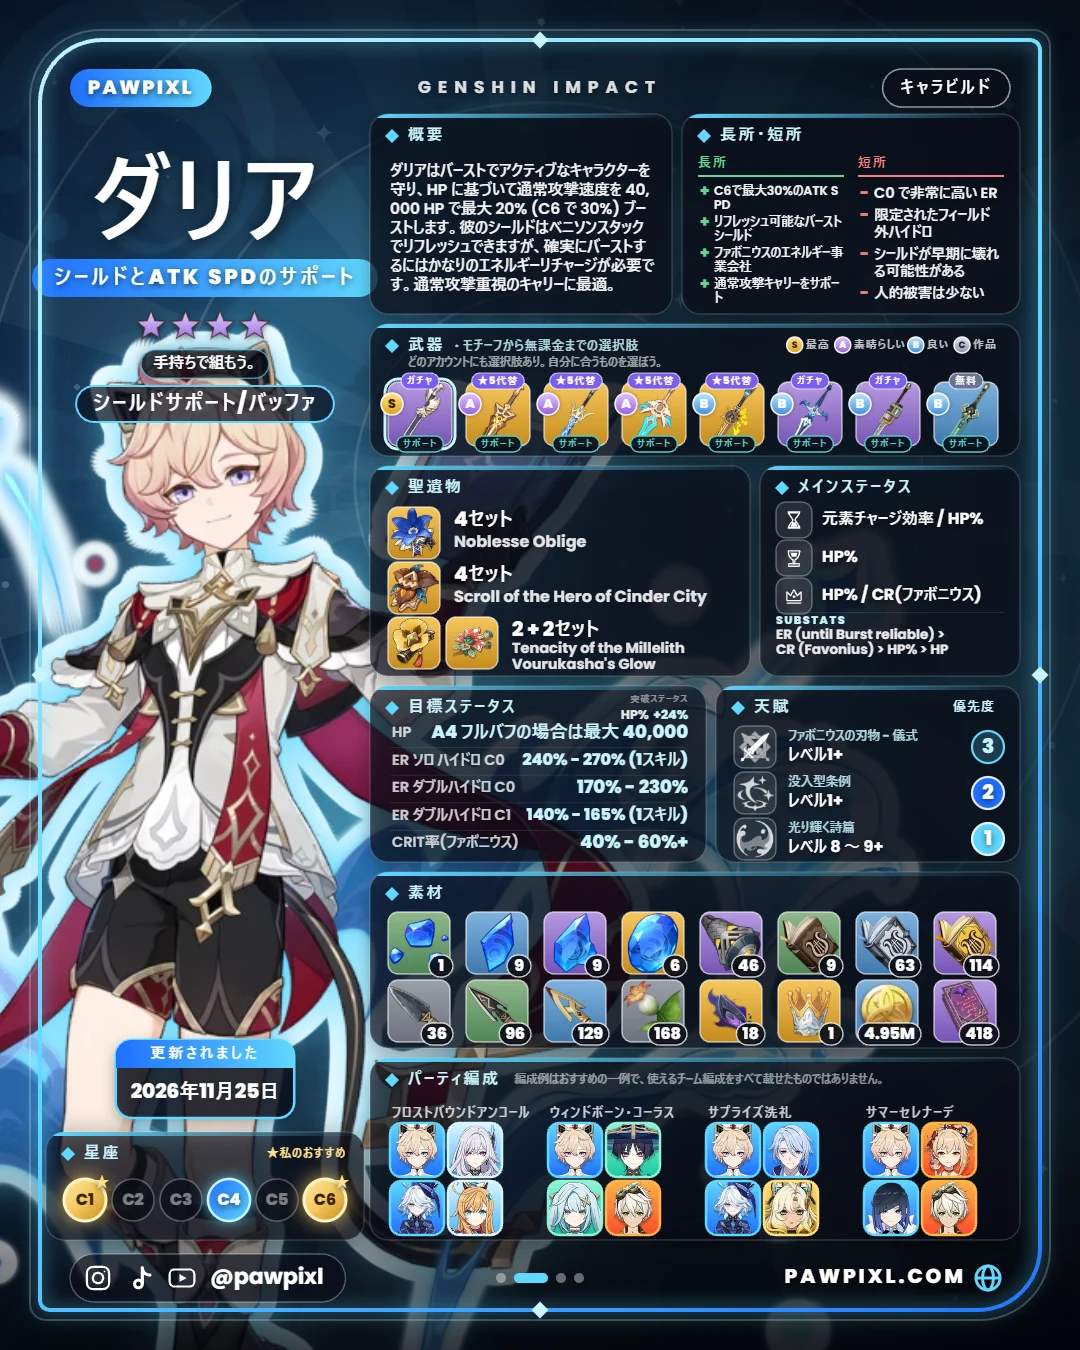 PAWPIXL
GENSHIN IMPACT
キャラビルド
ダリア
シールドとATK SPDのサポート
手持ちで組もう。
シールドサポート/バッファ
概要
ダリアはバーストでアクティブなキャラクターを
守り、HP に基づいて通常攻撃速度を 40,
000 HP で最大 20% (C6 で 30%) ブー
ストします。彼のシールドはベニソンスタック
でリフレッシュできますが、確実にバーストす
るにはかなりのエネルギーリチャージが必要で
す。通常攻撃重視のキャリーに最適。
長所・短所
長所
+ C6で最大30%のATK S
PD
+ リフレッシュ可能なバースト
シールド
+ ファボニウスのエネルギー事
業会社
+ 通常攻撃キャリーをサポー
ト
短所
- C0 で非常に高い ER
- 限定されたフィールド
外ハイドロ
- シールドが早期に壊れ
る可能性がある
- 人的被害は少ない
武器 ・モチーフから無課金までの選択肢
どのアカウントにも選択肢あり。自分に合うものを選ぼう。
S 最高 A 素晴らしい B 良い C 作品
ガチャ ★5代替 ★5代替 ★5代替 ★5代替 ガチャ ガチャ 無料
S A A A B B B B
サポート サポート サポート サポート サポート サポート サポート サポート
聖遺物
4セット
Noblesse Oblige
4セット
Scroll of the Hero of Cinder City
2 + 2セット
Tenacity of the Millelith
Vourukasha's Glow
メインステータス
元素チャージ効率 / HP%
HP%
HP% / CR(ファボニウス)
SUBSTATS
ER (until Burst reliable) >
CR (Favonius) > HP% > HP
目標ステータス
突破ステータス
HP% +24%
HP A4 フルバフの場合は最大 40,000
ER ソロ ハイドロ C0 240% – 270% (1スキル)
ER ダブルハイドロ C0 170% – 230%
ER ダブルハイドロ C1 140% – 165% (1スキル)
CRIT率(ファボニウス) 40% – 60%+
天賦 優先度
ファボニウスの刃物 – 儀式
レベル1+
3
没入型条例
レベル1+
2
光り輝く詩篇
レベル 8 ～ 9+
1
素材
1 9 9 6 46 9 63 114
36 96 129 168 18 1 4.95M 418
更新されました
2026年11月25日
パーティ編成 編成例はおすすめの一例で、使えるチーム編成をすべて載せたものではありません。
フロストバウンドアンコール ウィンドボーン・コーラス サプライズ洗礼 サマーセレナーデ
星座 ★私のおすすめ
C1 C2 C3 C4 C5 C6
@pawpixl
PAWPIXL.COM